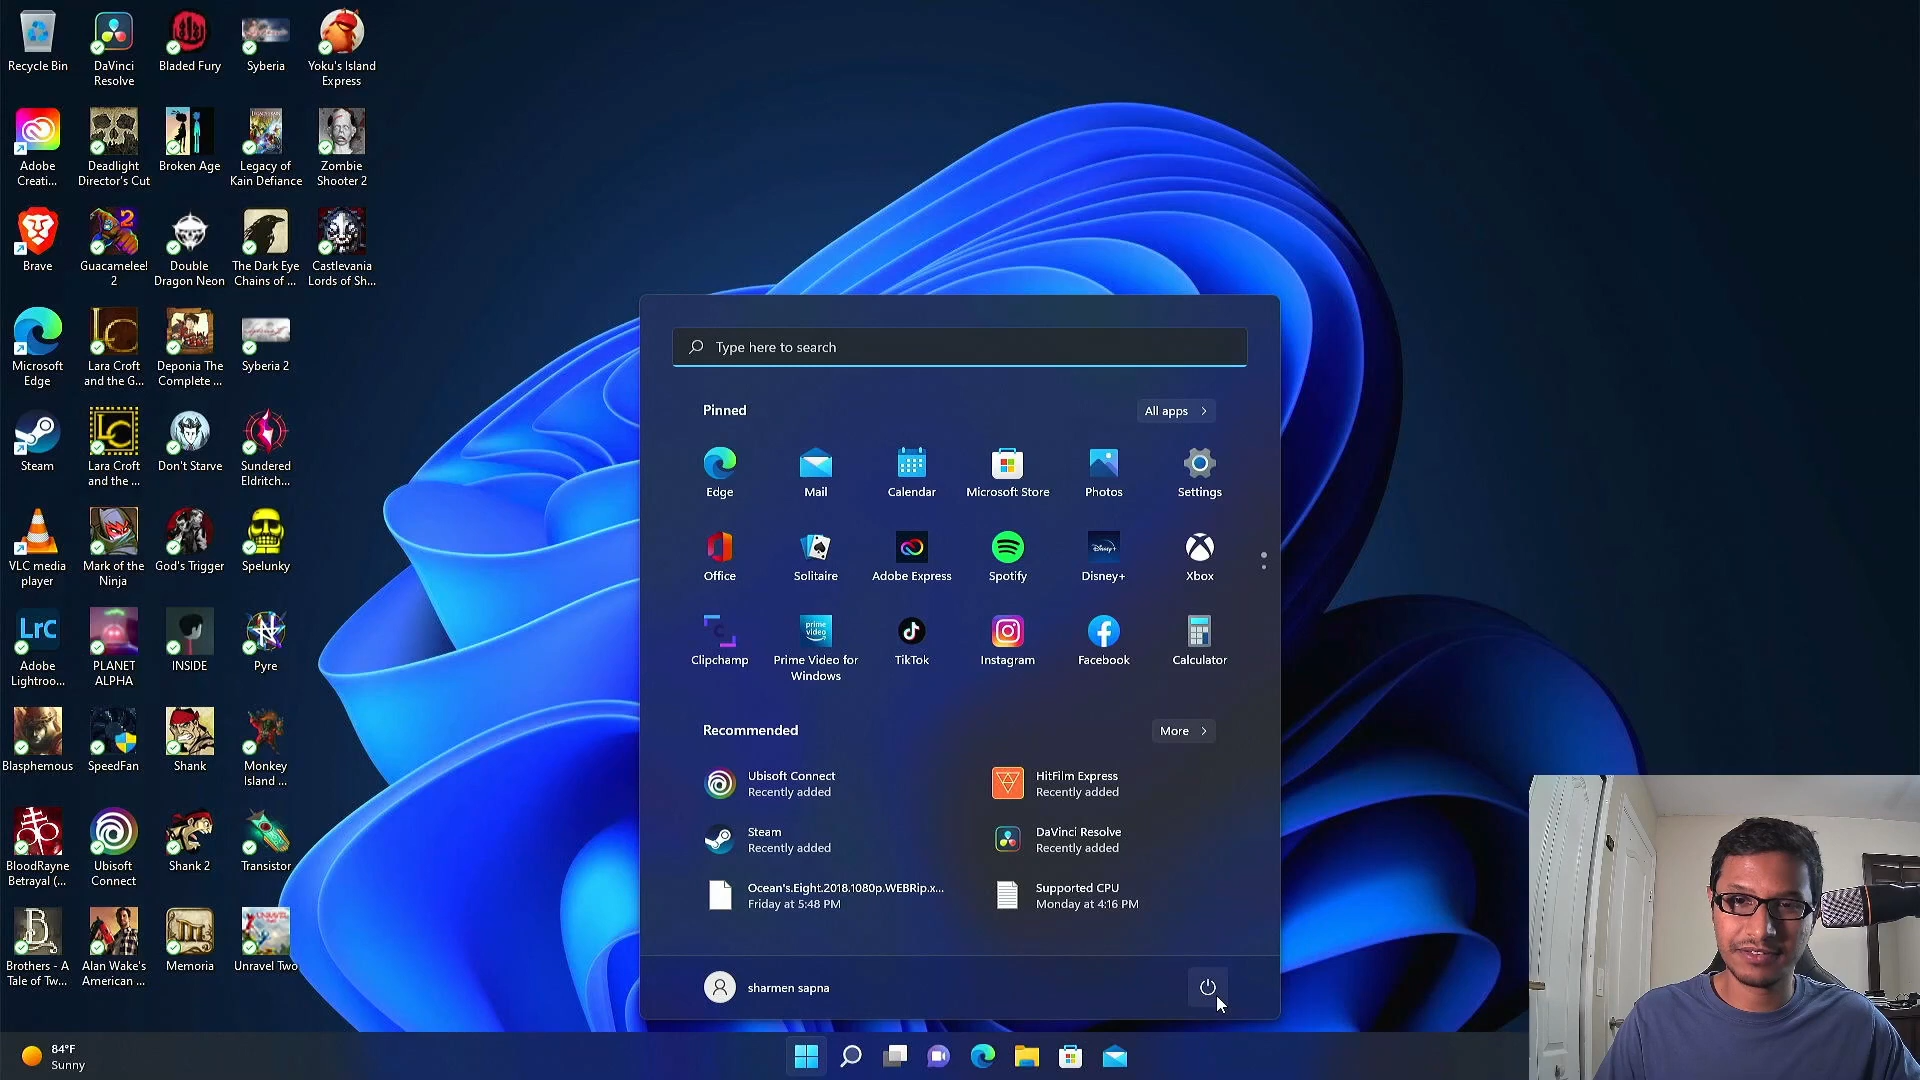 Recycle Bin
DaVinci
Resolve
Bladed Fury
Syberia
Yoku's Island
Express
Adobe
Creati...
Deadlight
Director's Cut
Broken Age
Legacy of
Kain Defiance
Zombie
Shooter 2
Brave
Guacamelee!
2
Double
Dragon Neon
The Dark Eye
Chains of ...
Castlevania
Lords of Sh...
Microsoft
Edge
Lara Croft
and the G...
Deponia The
Complete ...
Syberia 2
Steam
Lara Croft
and the ...
Don't Starve
Sundered
Eldritch...
VLC media
player
Mark of the
Ninja
God's Trigger
Spelunky
LrC
Adobe
Lightroo...
PLANET
ALPHA
INSIDE
Pyre
Blasphemous
SpeedFan
Shank
Monkey
Island ...
BloodRayne
Betrayal (...
Ubisoft
Connect
Shank 2
Transistor
Brothers - A
Tale of Tw...
Alan Wake's
American ...
Memoria
Unravel Two
Type here to search
Pinned
All apps
Edge
Mail
Calendar
Microsoft Store
Photos
Settings
Office
Solitaire
Adobe Express
Spotify
Disney+
Disney+
Xbox
Clipchamp
prime
video
Prime Video for
Windows
TikTok
Instagram
Facebook
Calculator
Recommended
More
Ubisoft Connect
Recently added
HitFilm Express
Recently added
Steam
Recently added
DaVinci Resolve
Recently added
Ocean's.Eight.2018.1080p.WEBRip.x...
Friday at 5:48 PM
Supported CPU
Monday at 4:16 PM
sharmen sapna
84°F
Sunny